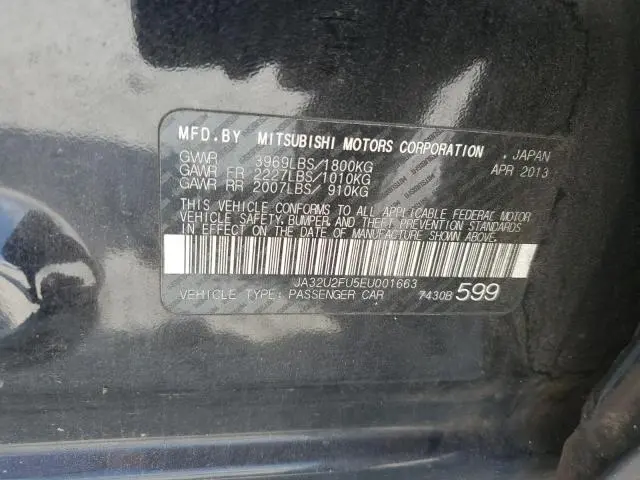 MFD.BY MITSUBISHI MOTORS CORPORATION, JAPAN
GVWR 3969LBS/1800KG APR 2013
GAWR FR 2227LBS/1010KG
GAWR RR 2007LBS/ 910KG
THIS VEHICLE CONFORMS TO ALL APPLICABLE FEDERAL MOTOR
VEHICLE SAFETY, BUMPER, AND THEFT PREVENTION STANDARDS
IN EFFECT ON THE DATE OF MANUFACTURE SHOWN ABOVE.
JA32U2FU5EU001663
VEHICLE TYPE: PASSENGER CAR 7430B 599